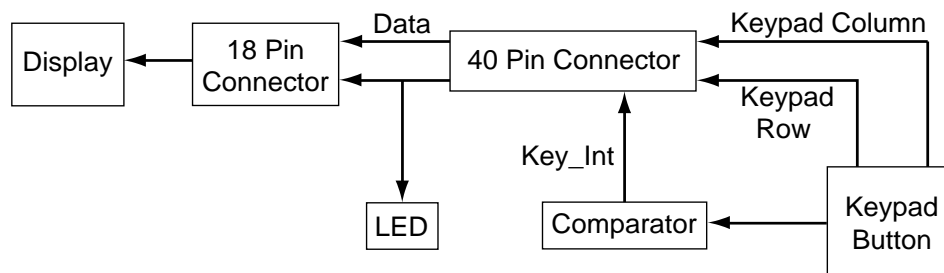 Display
18 Pin
Connector
Data
40 Pin Connector
Keypad Column
Keypad
Row
Key_Int
LED
Comparator
Keypad
Button